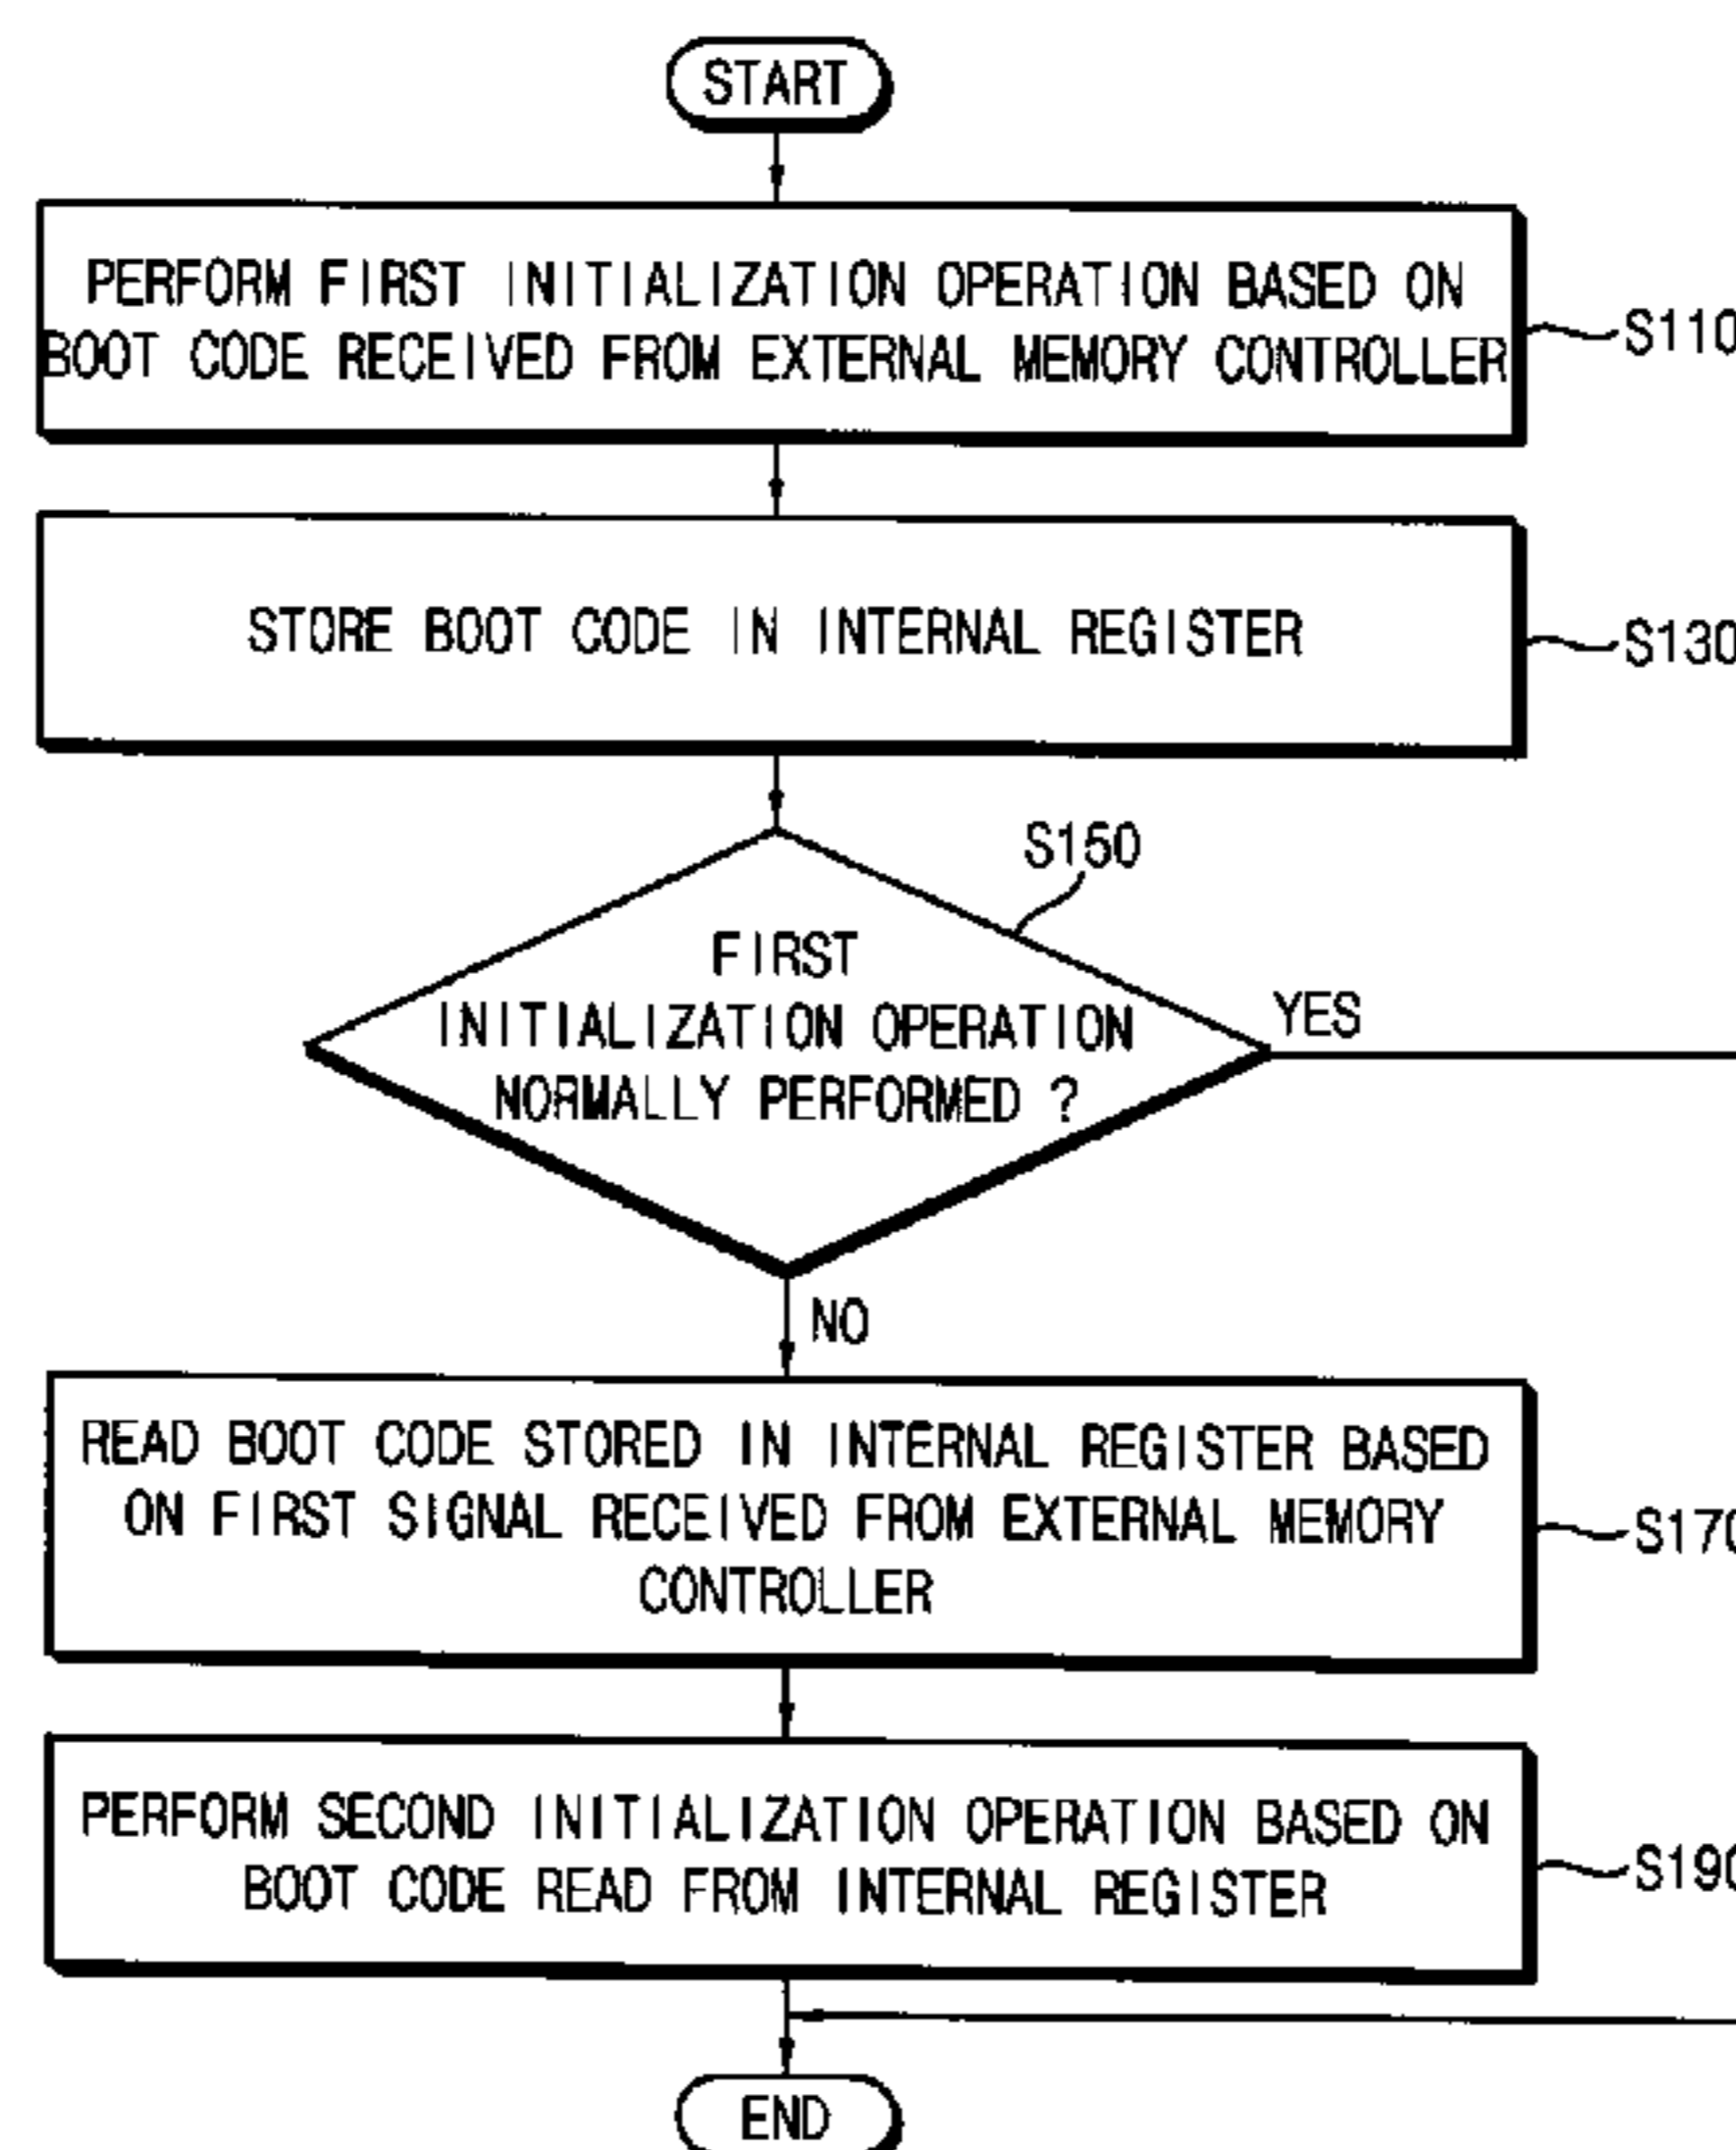 START
PERFORM FIRST INITIALIZATION OPERATION BASED ON
BOOT CODE RECEIVED FROM EXTERNAL MEMORY CONTROLLER
S110
STORE BOOT CODE IN INTERNAL REGISTER
S130
S150
FIRST
INITIALIZATION OPERATION
NORMALLY PERFORMED ?
YES
NO
READ BOOT CODE STORED IN INTERNAL REGISTER BASED
ON FIRST SIGNAL RECEIVED FROM EXTERNAL MEMORY
CONTROLLER
S170
PERFORM SECOND INITIALIZATION OPERATION BASED ON
BOOT CODE READ FROM INTERNAL REGISTER
S190
END